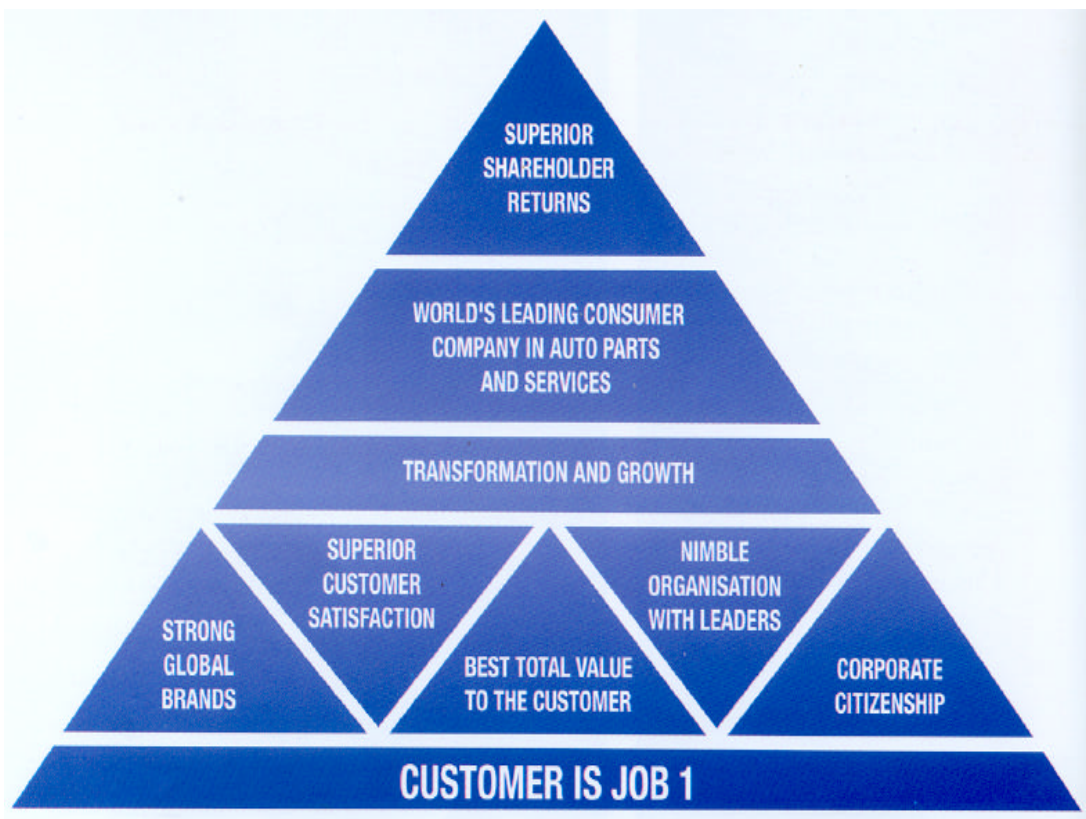 SUPERIOR
SHAREHOLDER
RETURNS
WORLD'S LEADING CONSUMER
COMPANY IN AUTO PARTS
AND SERVICES
TRANSFORMATION AND GROWTH
STRONG
GLOBAL
BRANDS
SUPERIOR
CUSTOMER
SATISFACTION
BEST TOTAL VALUE
TO THE CUSTOMER
NIMBLE
ORGANISATION
WITH LEADERS
CORPORATE
CITIZENSHIP
CUSTOMER IS JOB 1